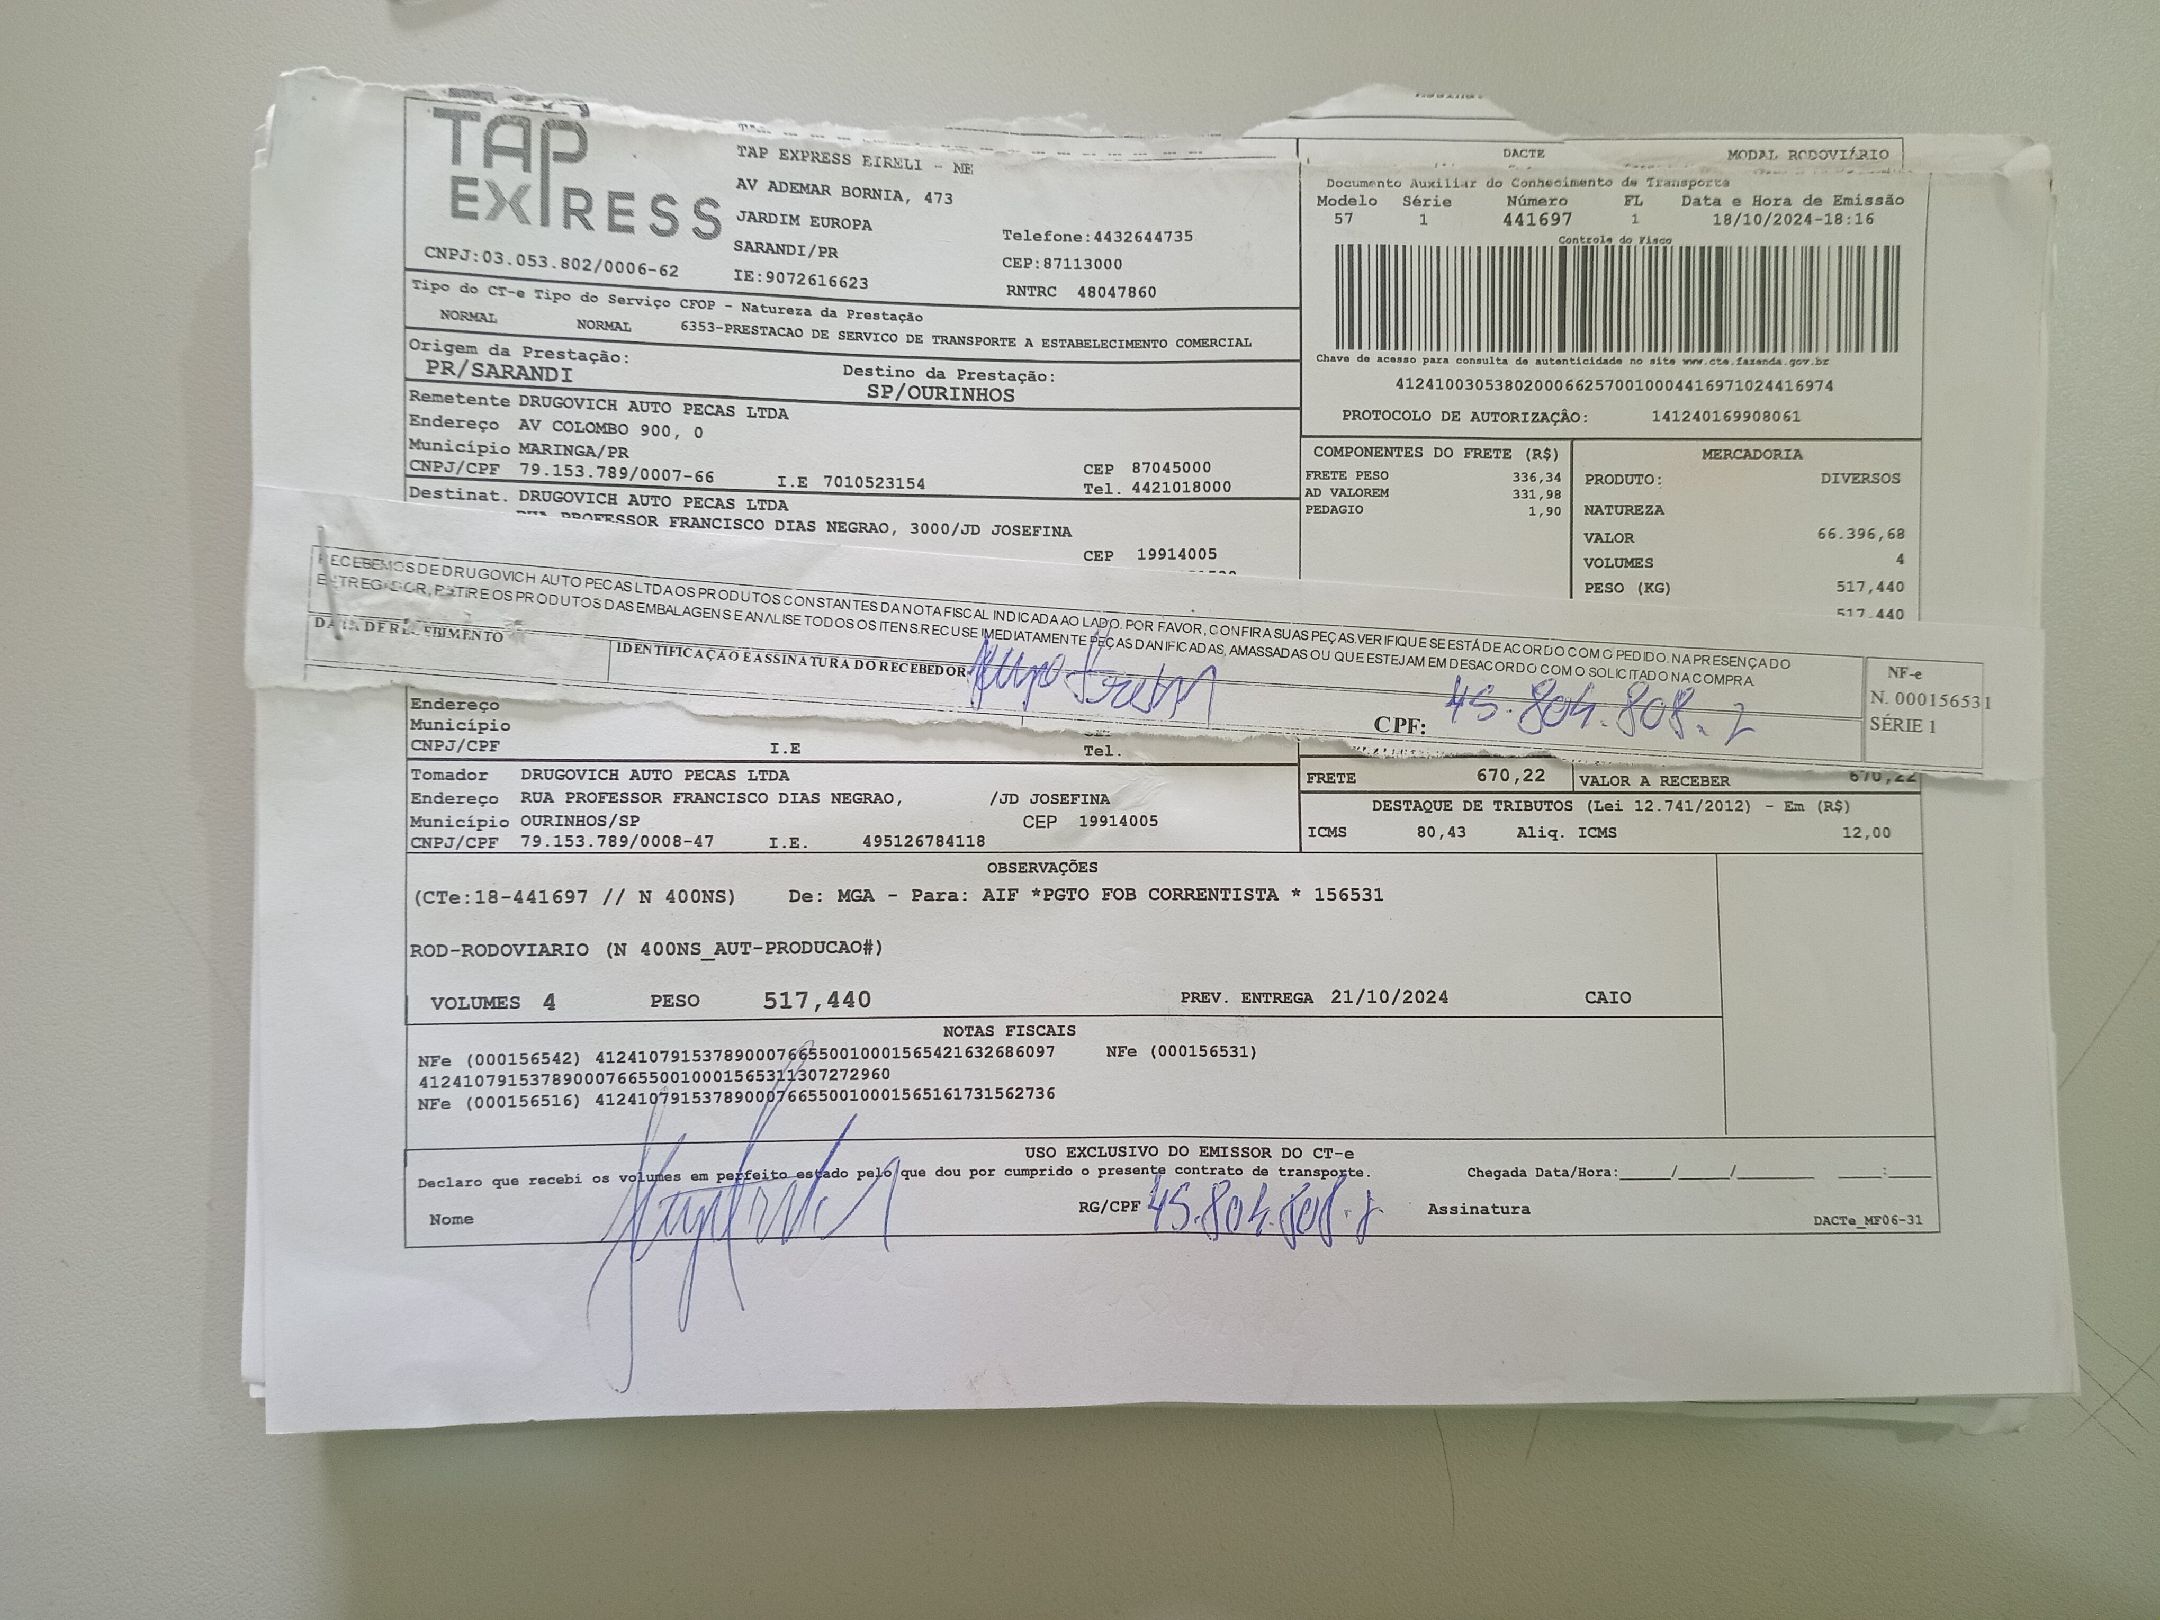 TAP
EXPRESS
TAP EXPRESS EIRELI - ME
AV ADEMAR BORNIA, 473
JARDIM EUROPA
SARANDI/PR
IE:9072616623
Telefone:4432644735
CEP:87113000
RNTRC 48047860
CNPJ:03.053.802/0006-62
DACTE MODAL RODOVIÁRIO
Documento Auxiliar do Conhecimento de Transporte
Modelo Série Número FL Data e Hora de Emissão
57 1 441697 1 18/10/2024-18:16
Controle do Fisco
Chave de acesso para consulta de autenticidade no site www.cte.fazenda.gov.br
41241003053802000662570010004416971024416974
PROTOCOLO DE AUTORIZAÇÃO: 141240169908061
Tipo do CT-e Tipo do Serviço CFOP - Natureza da Prestação
NORMAL NORMAL 6353-PRESTACAO DE SERVICO DE TRANSPORTE A ESTABELECIMENTO COMERCIAL
Origem da Prestação: Destino da Prestação:
PR/SARANDI SP/OURINHOS
Remetente DRUGOVICH AUTO PECAS LTDA
Endereço AV COLOMBO 900, 0
Município MARINGA/PR CEP 87045000
CNPJ/CPF 79.153.789/0007-66 I.E 7010523154 Tel. 4421018000
Destinat. DRUGOVICH AUTO PECAS LTDA
RUA PROFESSOR FRANCISCO DIAS NEGRAO, 3000/JD JOSEFINA
CEP 19914005
COMPONENTES DO FRETE (R$)
FRETE PESO 336,34
AD VALOREM 331,98
PEDAGIO 1,90
MERCADORIA
PRODUTO: DIVERSOS
NATUREZA
VALOR 66.396,68
VOLUMES 4
PESO (KG) 517,440
517,440
RECEBEMOS DE DRUGOVICH AUTO PECAS LTDA OS PRODUTOS CONSTANTES DA NOTA FISCAL INDICADA AO LADO. POR FAVOR, CONFIRA SUAS PEÇAS. VERIFIQUE SE ESTÁ DE ACORDO COM O PEDIDO. NA PRESENÇA DO
ENTREGADOR, RETIRE OS PRODUTOS DAS EMBALAGENS E ANALISE TODOS OS ITENS. RECUSE IMEDIATAMENTE PEÇAS DANIFICADAS, AMASSADAS OU QUE ESTEJAM EM DESACORDO COM O SOLICITADO NA COMPRA
DATA DE RECEBIMENTO IDENTIFICAÇÃO E ASSINATURA DO RECEBEDOR
CPF: 45.804.808.
NF-e
N. 000156531
SÉRIE 1
Endereço
Município
CNPJ/CPF I.E Tel.
Tomador DRUGOVICH AUTO PECAS LTDA
Endereço RUA PROFESSOR FRANCISCO DIAS NEGRAO, /JD JOSEFINA
Município OURINHOS/SP CEP 19914005
CNPJ/CPF 79.153.789/0008-47 I.E. 495126784118
FRETE 670,22 VALOR A RECEBER 670,22
DESTAQUE DE TRIBUTOS (Lei 12.741/2012) - Em (R$)
ICMS 80,43 Aliq. ICMS 12,00
OBSERVAÇÕES
(CTe:18-441697 // N 400NS) De: MGA - Para: AIF *PGTO FOB CORRENTISTA * 156531
ROD-RODOVIARIO (N 400NS_AUT-PRODUCAO#)
VOLUMES 4 PESO 517,440 PREV. ENTREGA 21/10/2024 CAIO
NOTAS FISCAIS
NFe (000156542) 41241079153789000766550010001565421632686097 NFe (000156531)
41241079153789000766550010001565311307272960
NFe (000156516) 41241079153789000766550010001565161731562736
USO EXCLUSIVO DO EMISSOR DO CT-e
Declaro que recebi os volumes em perfeito estado pelo que dou por cumprido o presente contrato de transporte. Chegada Data/Hora:_____/_____/_______ ____:____
Nome RG/CPF 45.804.808. Assinatura
DACTe_MF06-31